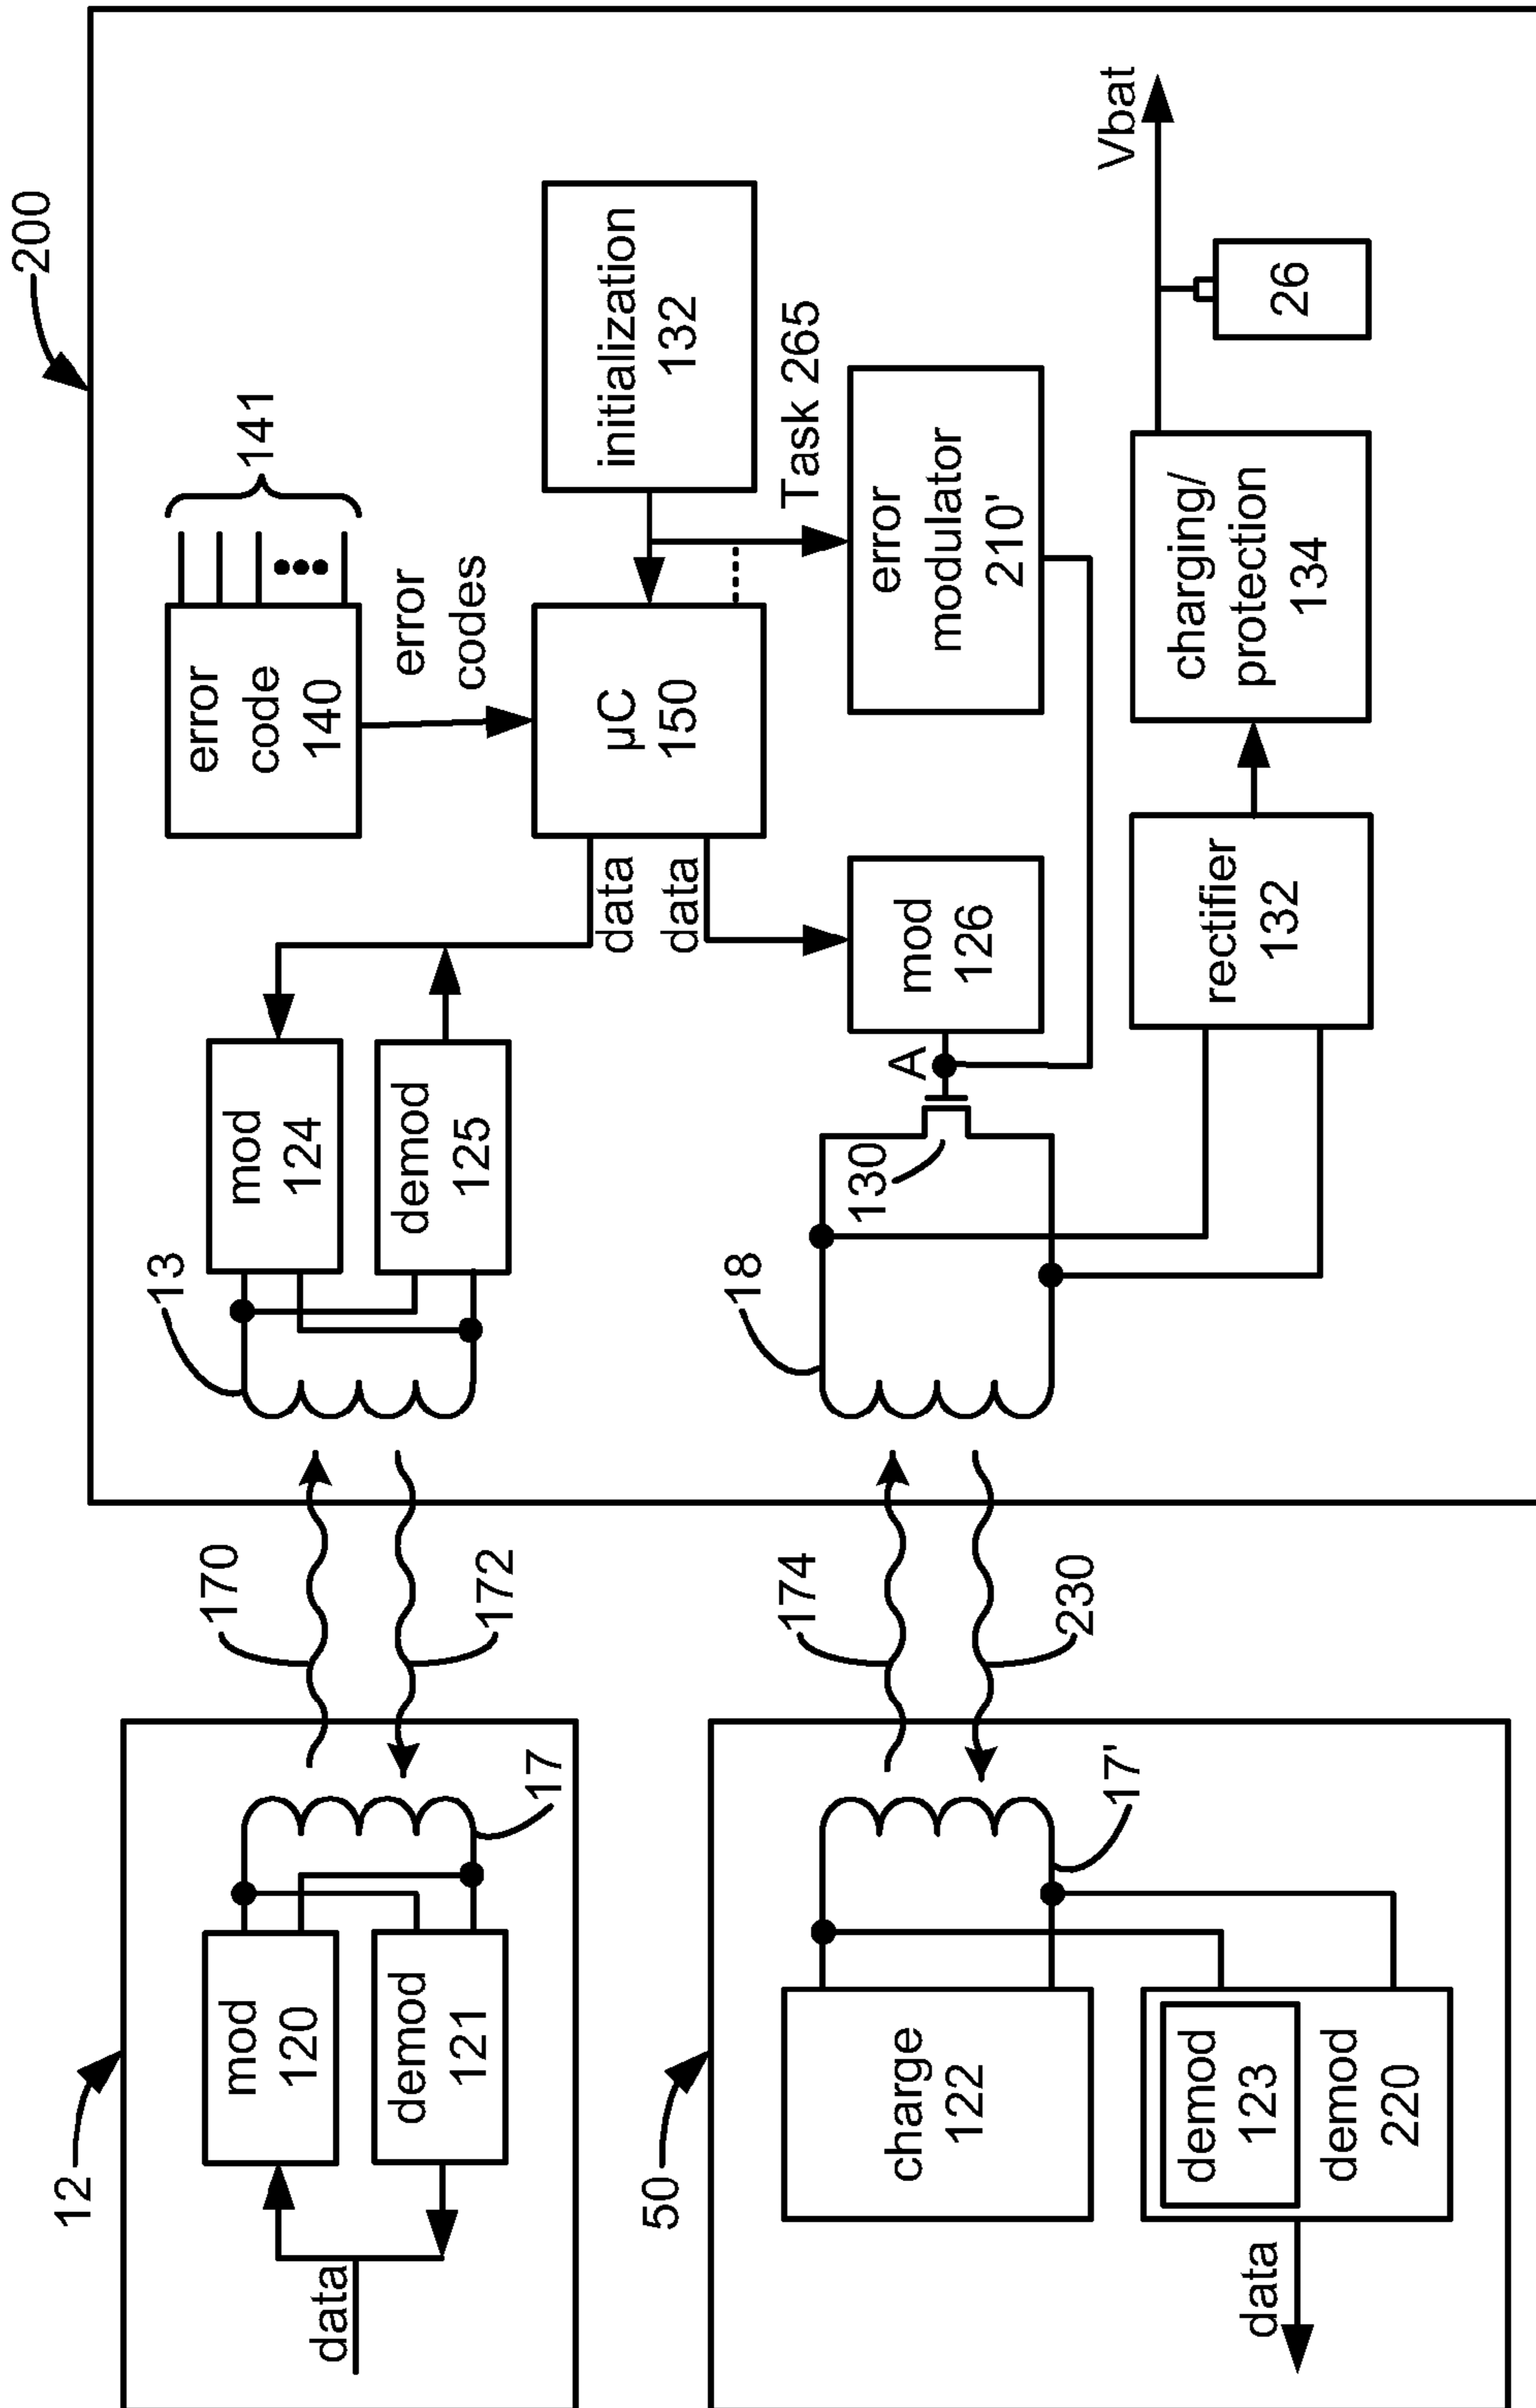 12
data
mod
120
demod
121
17
170
172
50
charge
122
demod
123
demod
220
data
17'
174
230
200
13
mod
124
demod
125
error
code
140
141
error
codes
data
data
µC
150
initialization
132
Task 265
18
130
A
mod
126
error
modulator
210'
rectifier
132
charging/
protection
134
Vbat
26